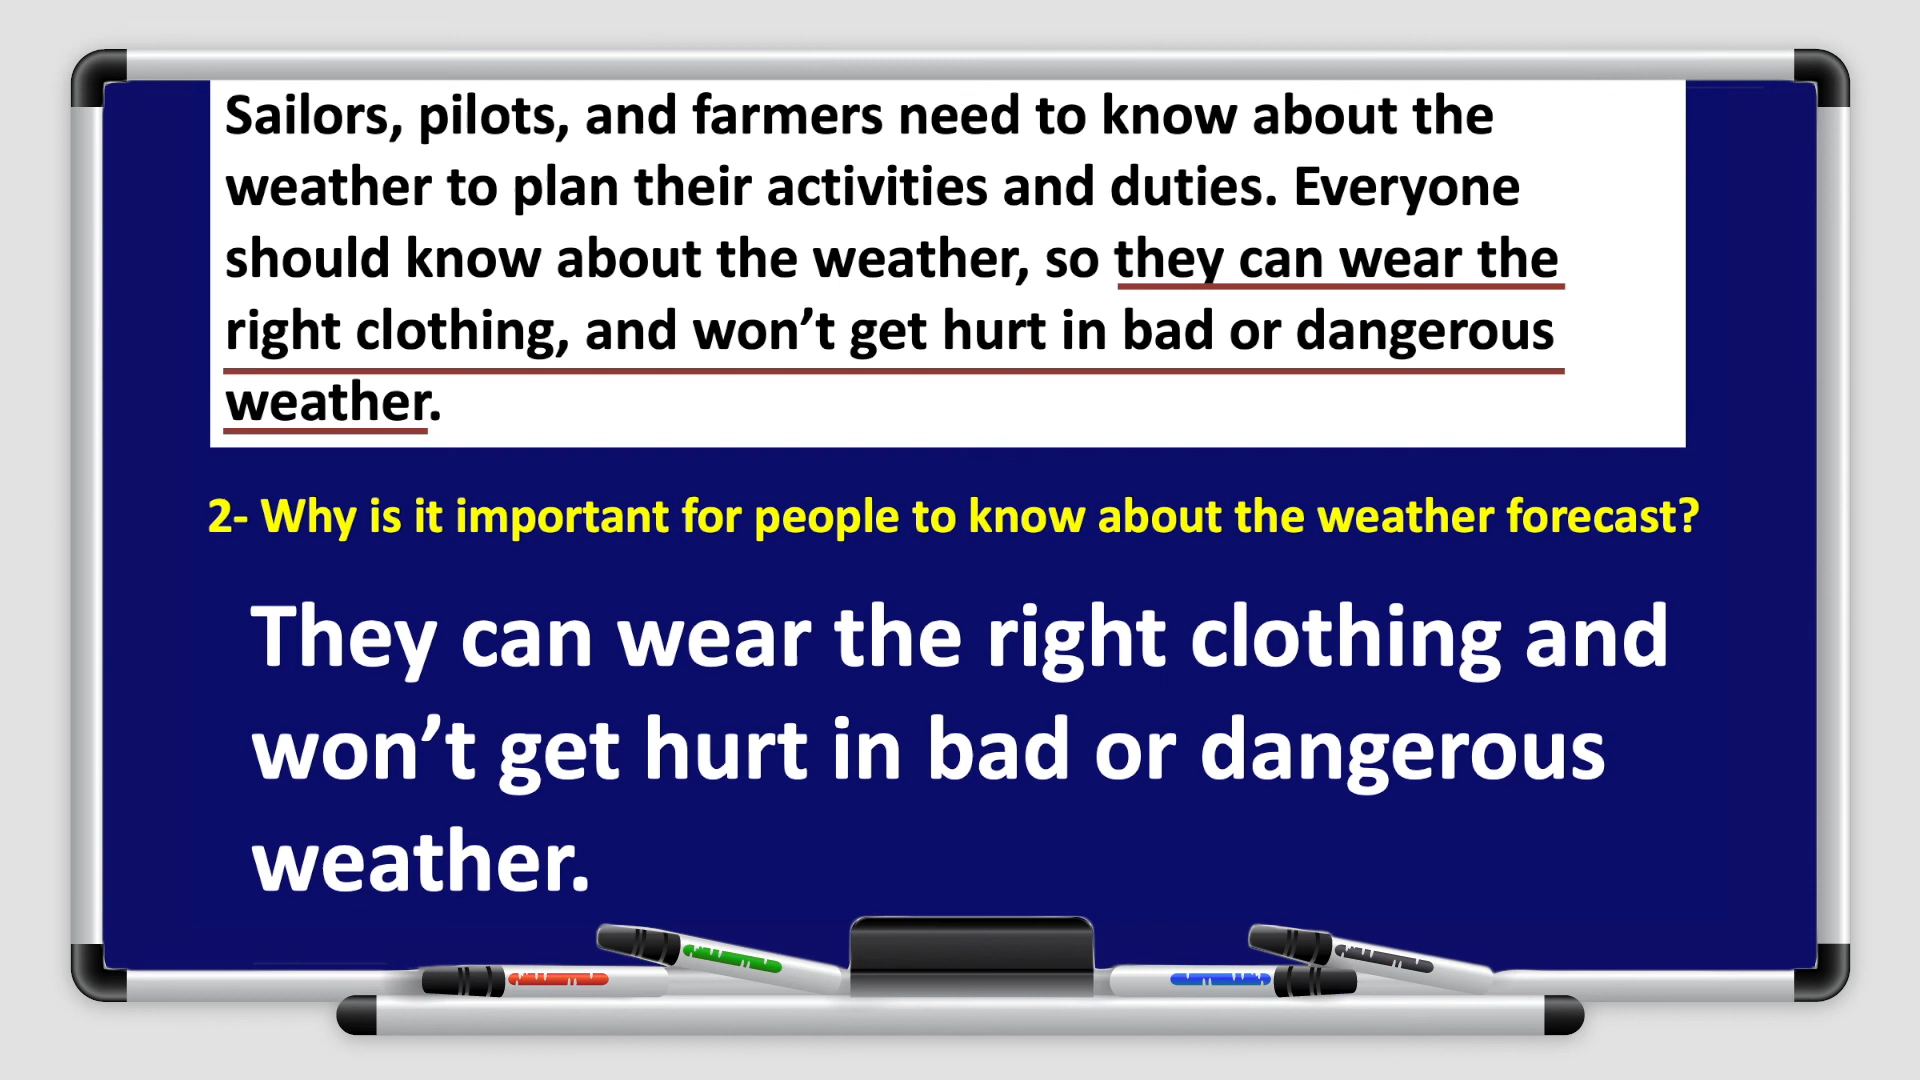 Sailors, pilots, and farmers need to know about the
weather to plan their activities and duties. Everyone
should know about the weather, so they can wear the
right clothing, and won’t get hurt in bad or dangerous
weather.
2- Why is it important for people to know about the weather forecast?
They can wear the right clothing and
won’t get hurt in bad or dangerous
weather.